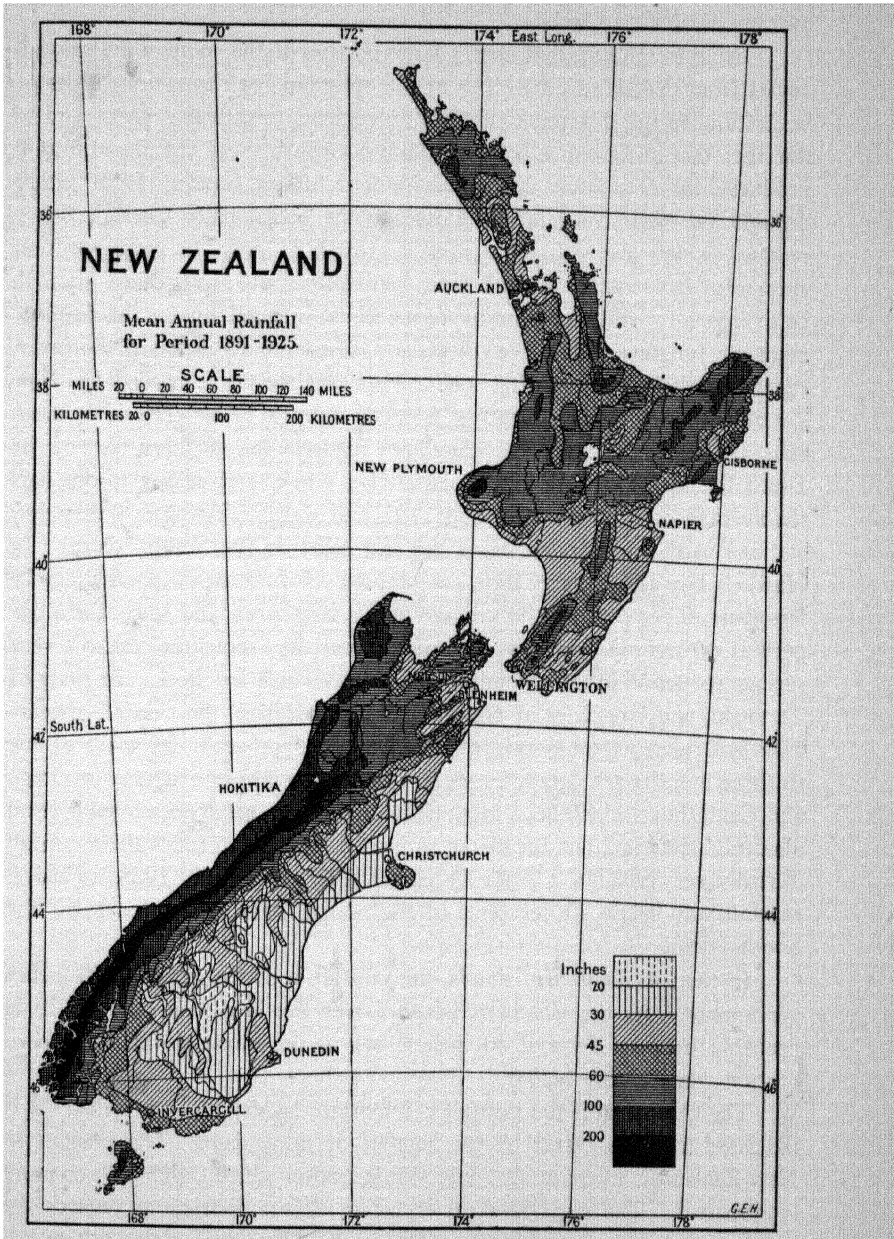 168° 170° 172° 174° East Long. 176° 178°
36° 36°
NEW ZEALAND
AUCKLAND
Mean Annual Rainfall
for Period 1891-1925.
SCALE
MILES 20 0 20 40 60 80 100 120 140 MILES
KILOMETRES 20 0 100 200 KILOMETRES
38° 38°
NEW PLYMOUTH
GISBORNE
NAPIER
40° 40°
WELLINGTON
BLENHEIM
South Lat.
42° 42°
HOKITIKA
CHRISTCHURCH
44° 44°
Inches
20
30
45
60
100
200
DUNEDIN
46° 46°
INVERCARGILL
G.E.H.
168° 170° 172° 174° 176° 178°